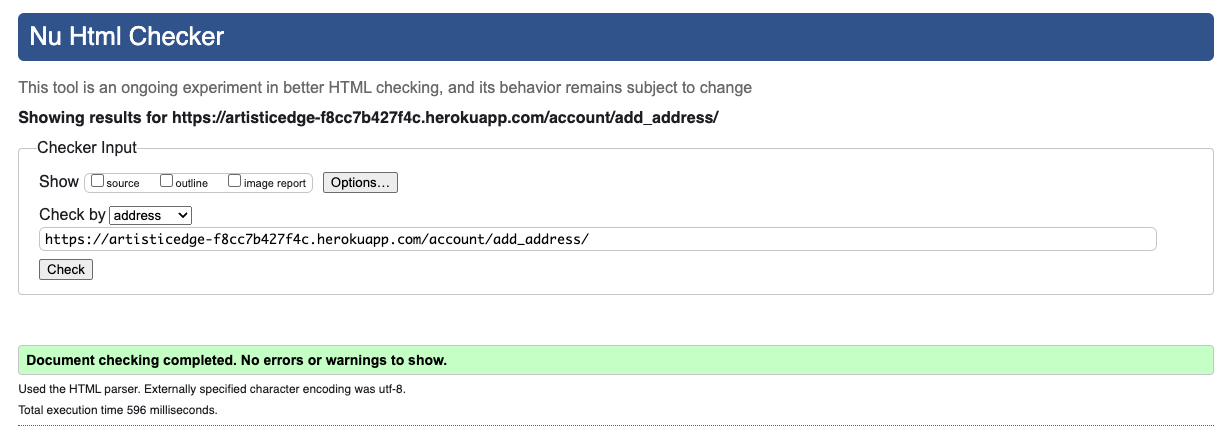 Nu Html Checker
This tool is an ongoing experiment in better HTML checking, and its behavior remains subject to change
Showing results for https://artisticedge-f8cc7b427f4c.herokuapp.com/account/add_address/
Checker Input
Show source outline image report Options...
Check by address
https://artisticedge-f8cc7b427f4c.herokuapp.com/account/add_address/
Check
Document checking completed. No errors or warnings to show.
Used the HTML parser. Externally specified character encoding was utf-8.
Total execution time 596 milliseconds.